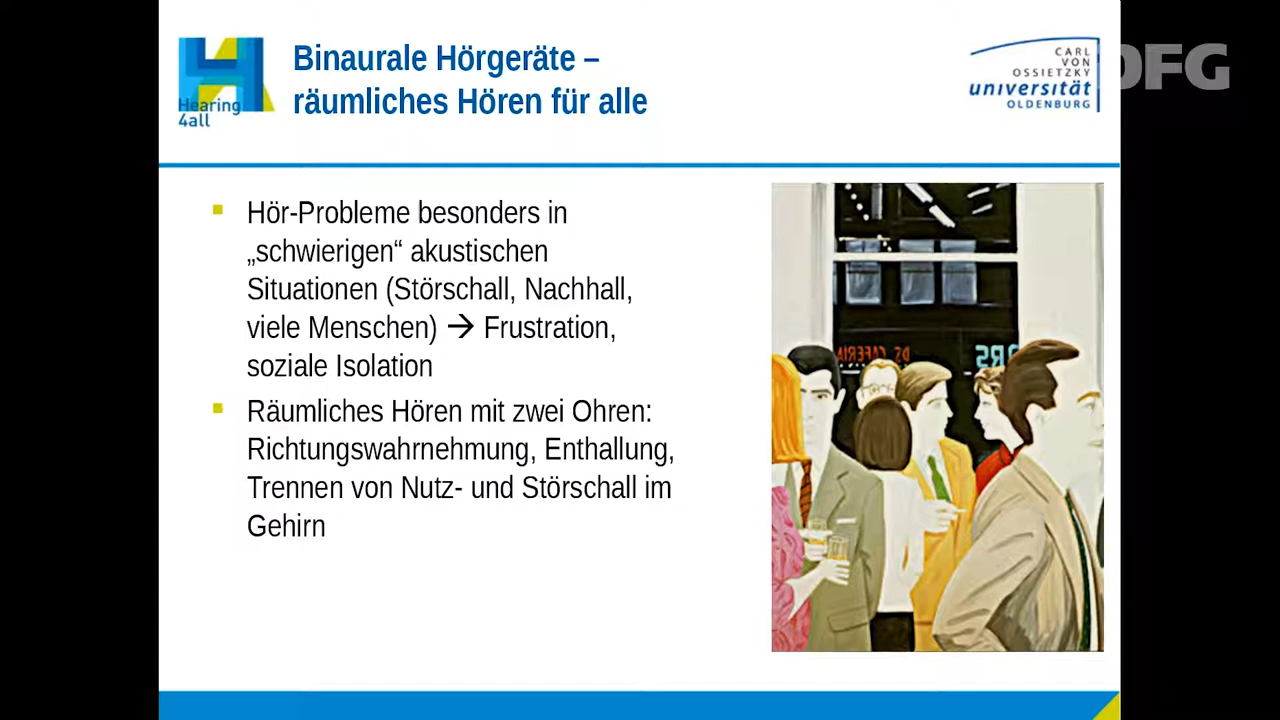 Binaurale Hörgeräte –
räumliches Hören für alle
Hearing
4all
CARL
VON
OSSIETZKY
universität
OLDENBURG
DFG
Hör-Probleme besonders in
„schwierigen“ akustischen
Situationen (Störschall, Nachhall,
viele Menschen) → Frustration,
soziale Isolation
Räumliches Hören mit zwei Ohren:
Richtungswahrnehmung, Enthallung,
Trennen von Nutz- und Störschall im
Gehirn